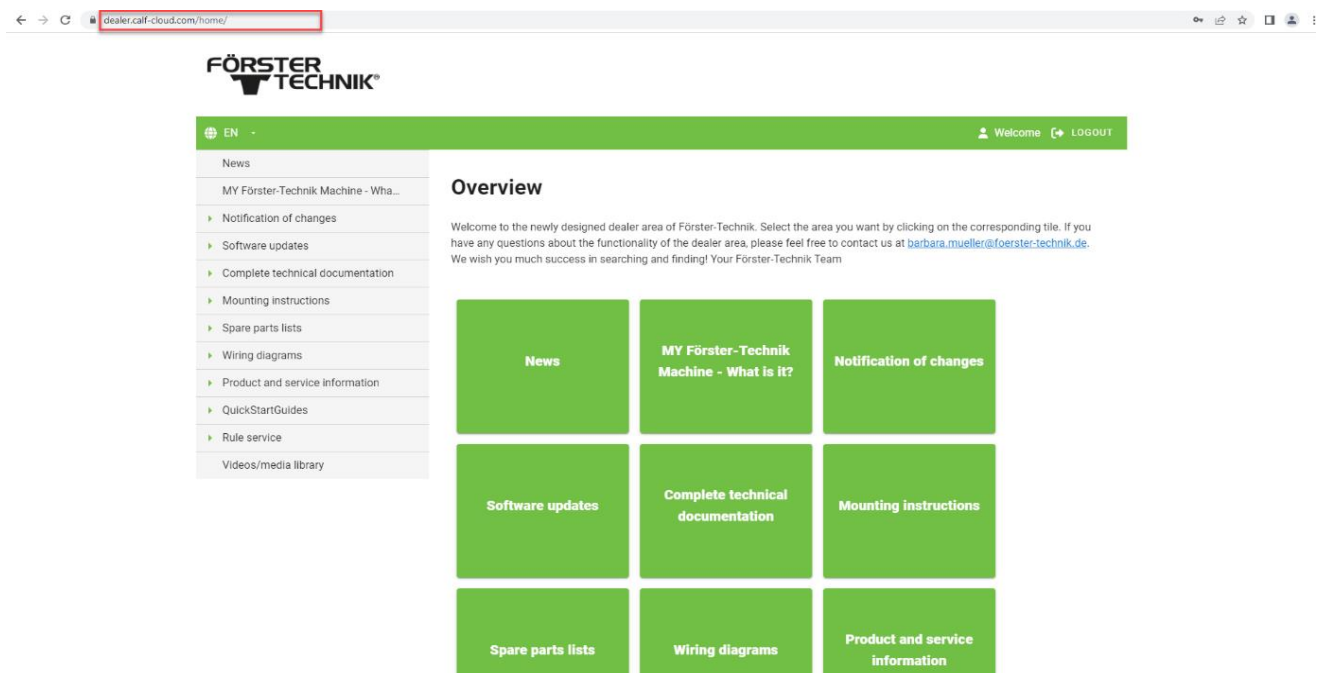 dealer.calf-cloud.com/home/
FÖRSTER
TECHNIK®
EN
Welcome
LOGOUT
News
MY Förster-Technik Machine - Wha...
Notification of changes
Software updates
Complete technical documentation
Mounting instructions
Spare parts lists
Wiring diagrams
Product and service information
QuickStartGuides
Rule service
Videos/media library
Overview
Welcome to the newly designed dealer area of Förster-Technik. Select the area you want by clicking on the corresponding tile. If you
have any questions about the functionality of the dealer area, please feel free to contact us at barbara.mueller@foerster-technik.de.
We wish you much success in searching and finding! Your Förster-Technik Team
News
MY Förster-Technik
Machine - What is it?
Notification of changes
Software updates
Complete technical
documentation
Mounting instructions
Spare parts lists
Wiring diagrams
Product and service
information